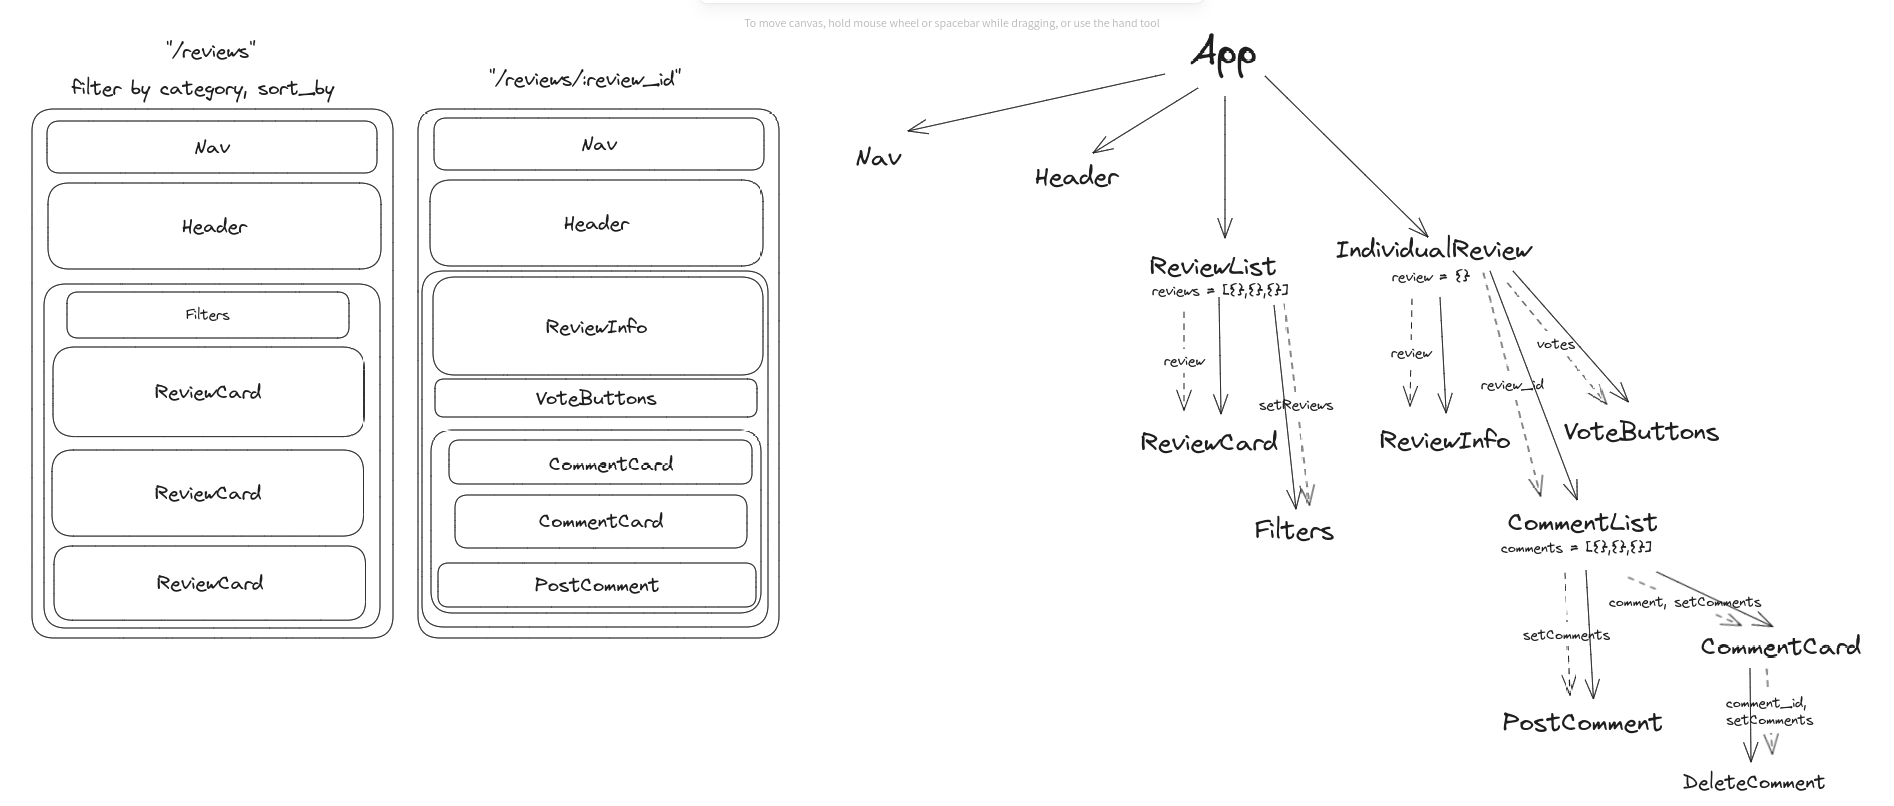 To move canvas, hold mouse wheel or spacebar while dragging, or use the hand tool
"/reviews"
filter by category, sort_by
Nav
Header
Filters
ReviewCard
ReviewCard
ReviewCard
"/reviews/:review_id"
Nav
Header
ReviewInfo
VoteButtons
CommentCard
CommentCard
PostComment
App
Nav
Header
ReviewList
reviews = [{},{},{}]
review
setReviews
ReviewCard
Filters
IndividualReview
review = {}
review
review_id
votes
ReviewInfo
VoteButtons
CommentList
comments = [{},{},{}]
comment, setComments
setComments
CommentCard
PostComment
comment_id,
setComments
DeleteComment